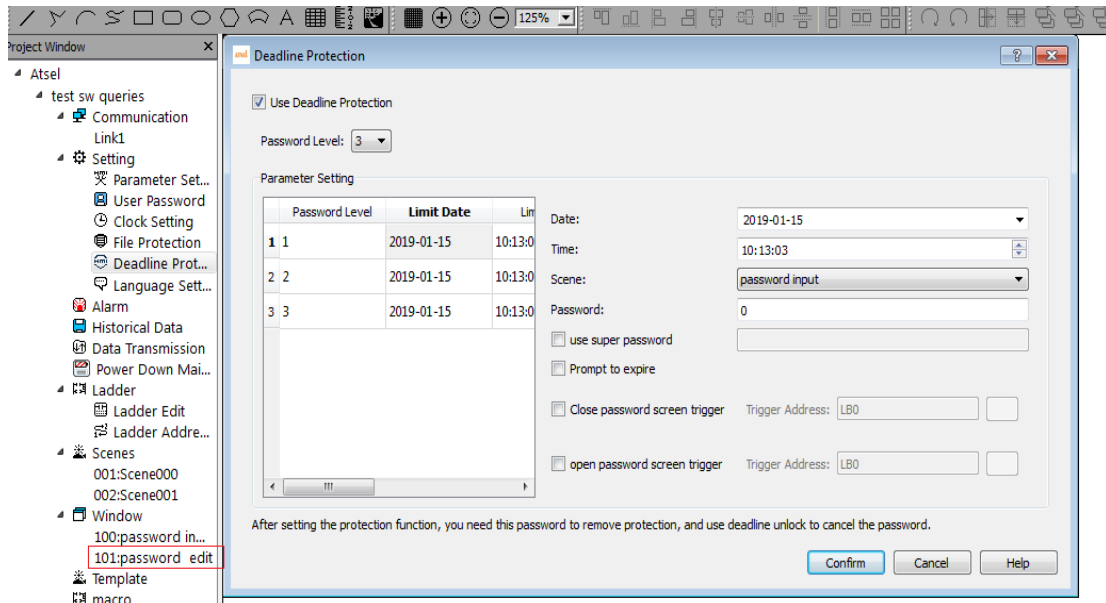 A
125%
Project Window
x
Atsel
test sw queries
Communication
Link1
Setting
Parameter Set...
User Password
Clock Setting
File Protection
Deadline Prot...
Language Sett...
Alarm
Historical Data
Data Transmission
Power Down Mai...
Ladder
Ladder Edit
Ladder Addre...
Scenes
001:Scene000
002:Scene001
Window
100:password in...
101:password edit
Template
macro
Deadline Protection
?
x
Use Deadline Protection
Password Level: 3
Parameter Setting
Password Level Limit Date Lim
1 1 2019-01-15 10:13:0
2 2 2019-01-15 10:13:0
3 3 2019-01-15 10:13:0
Date: 2019-01-15
Time: 10:13:03
Scene: password input
Password: 0
use super password
Prompt to expire
Close password screen trigger Trigger Address: LB0
open password screen trigger Trigger Address: LB0
After setting the protection function, you need this password to remove protection, and use deadline unlock to cancel the password.
Confirm Cancel Help